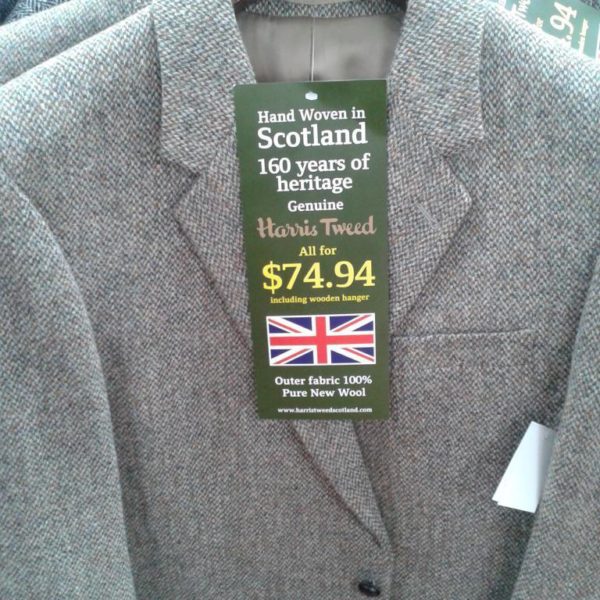 Hand Woven in
Scotland
160 years of
heritage
Genuine
Harris Tweed
All for
$74.94
including wooden hanger
Outer fabric 100%
Pure New Wool
www.harristweedscotland.com
.94